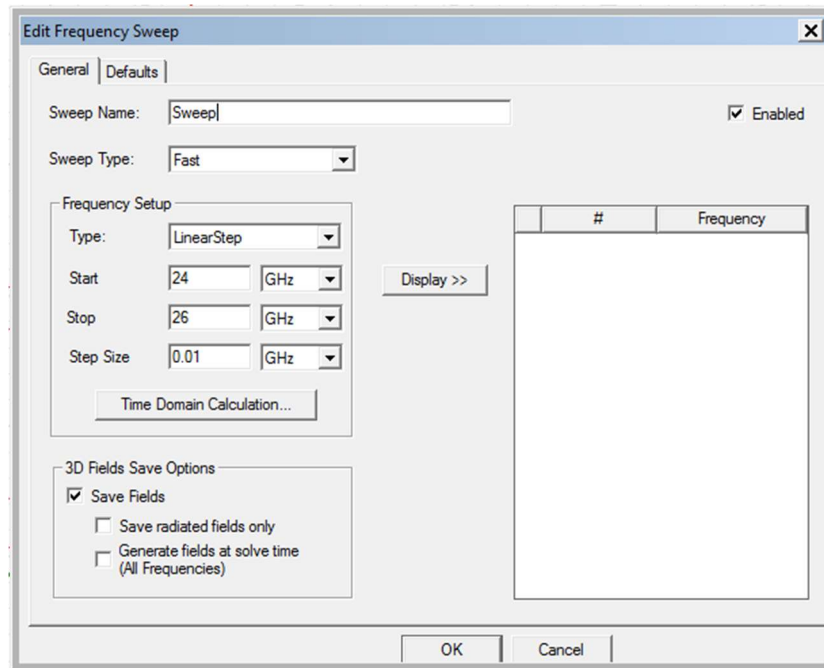 Edit Frequency Sweep
General Defaults
Sweep Name: Sweep Enabled
Sweep Type: Fast
Frequency Setup
Type: LinearStep
Start 24 GHz
Stop 26 GHz
Step Size 0.01 GHz
Time Domain Calculation...
Display >>
# Frequency
3D Fields Save Options
Save Fields
Save radiated fields only
Generate fields at solve time
(All Frequencies)
OK Cancel